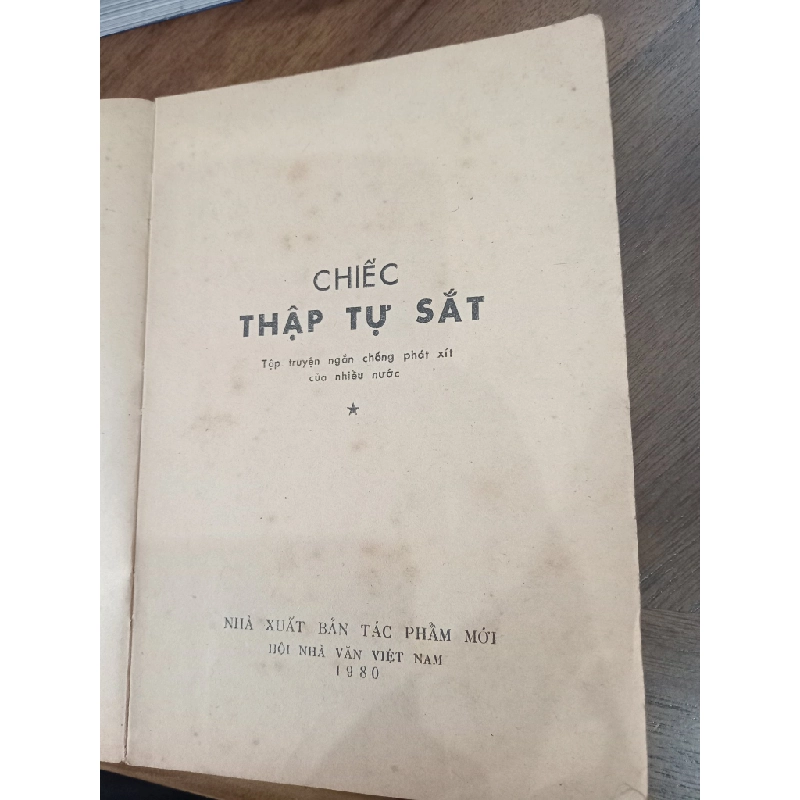 CHIẾC
THẬP TỰ SẮT
Tập truyện ngắn chống phát xít
của nhiều nước
NHÀ XUẤT BẢN TÁC PHẨM MỚI
HỘI NHÀ VĂN VIỆT NAM
1980